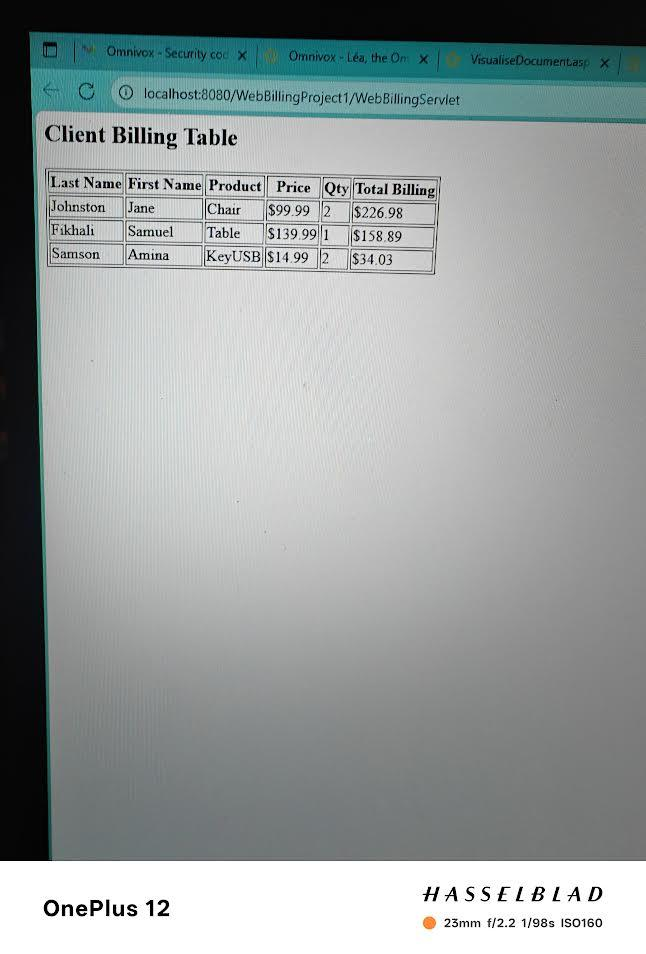 Omnivox - Security cod Omnivox - Léa, the Om VisualiseDocument.asp
localhost:8080/WebBillingProject1/WebBillingServlet
Client Billing Table
Last Name First Name Product Price Qty Total Billing
Johnston Jane Chair $99.99 2 $226.98
Fikhali Samuel Table $139.99 1 $158.89
Samson Amina KeyUSB $14.99 2 $34.03
OnePlus 12
HASSELBLAD
23mm f/2.2 1/98s ISO160